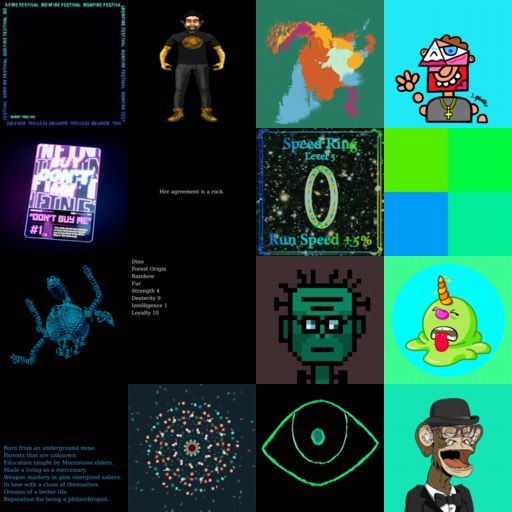 BONFIRE FESTIVAL BONFIRE FESTIVAL BONFIRE FESTIVAL
BUY
DON'T
"DON'T BUY ME"
#1
Her agreement is a rock.
Speed Ring
Level 5
Run Speed +5%
Dino
Forest Origin
Rainbow
Fur
Strength 4
Dexterity 9
Intelligence 1
Loyalty 10
Born from an underground mine.
Parents that are unknown.
Education taught by Moonstone elders.
Made a living as a mercenary.
Weapon mastery in gem energized sabers.
In love with a clone of themselves.
Dreams of a better life.
Reputation for being a philanthropist.